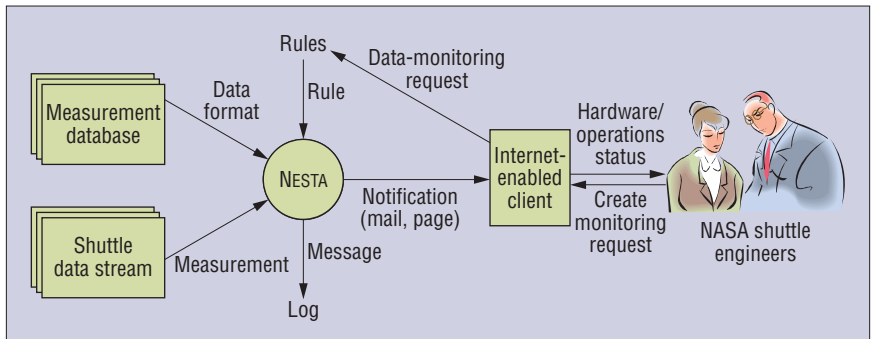 Rules
Data-monitoring
request
Data
format
Rule
Measurement
database
Hardware/
operations
status
Internet-
enabled
client
NESTA
Notification
(mail, page)
Create
monitoring
request
NASA shuttle
engineers
Shuttle
data stream
Measurement
Message
Log